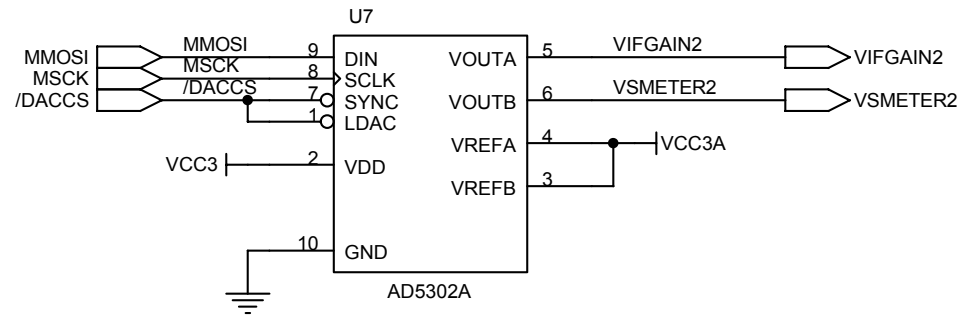 U7
MMOSI MMOSI 9 DIN VOUTA 5 VIFGAIN2 VIFGAIN2
MSCK MSCK 8 SCLK
/DACCS /DACCS 7 SYNC VOUTB 6 VSMETER2 VSMETER2
1 LDAC
VREFA 4 VCC3A
VCC3 2 VDD
VREFB 3
10 GND
AD5302A